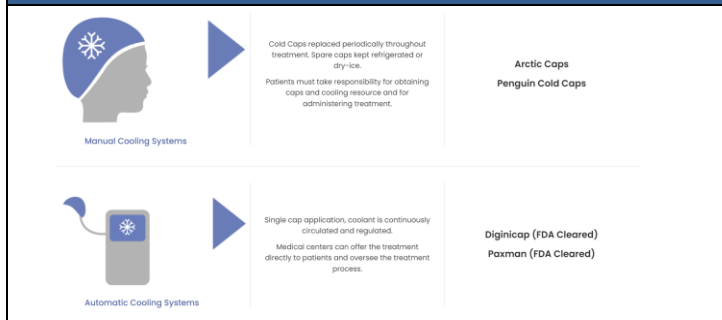 Cold Caps replaced periodically throughout
treatment. Spare caps kept refrigerated or
dry-ice.
Patients must take responsibility for obtaining
caps and cooling resource and for
administering treatment.
Arctic Caps
Penguin Cold Caps
Manual Cooling Systems
Single cap application, coolant is continuously
circulated and regulated.
Medical centers can offer the treatment
directly to patients and oversee the treatment
process.
Diginicap (FDA Cleared)
Paxman (FDA Cleared)
Automatic Cooling Systems